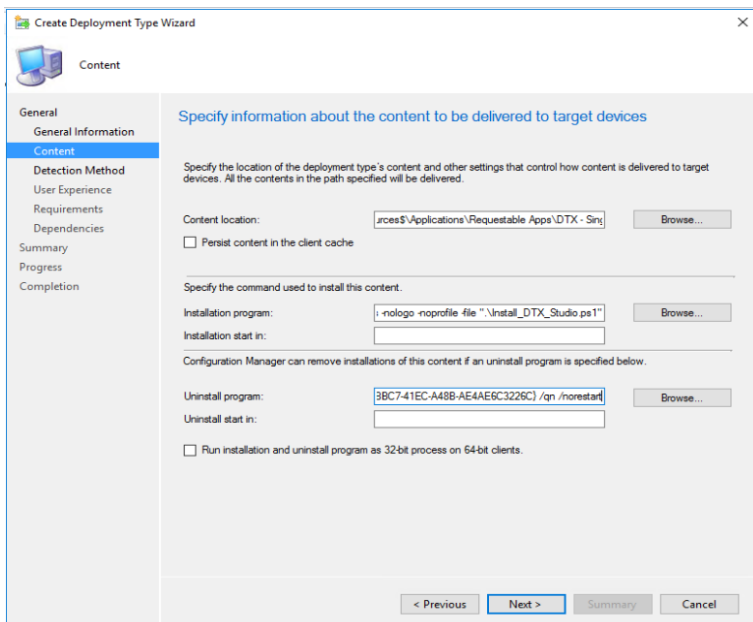 Create Deployment Type Wizard
Content
General
General Information
Content
Detection Method
User Experience
Requirements
Dependencies
Summary
Progress
Completion
Specify information about the content to be delivered to target devices
Specify the location of the deployment type's content and other settings that control how content is delivered to target
devices. All the contents in the path specified will be delivered.
Content location: urces$\Applications\Requestable Apps\DTX - Sing Browse...
Persist content in the client cache
Specify the command used to install this content.
Installation program: : -nologo -noprofile -file ".\Install_DTX_Studio.ps1" Browse...
Installation start in:
Configuration Manager can remove installations of this content if an uninstall program is specified below.
Uninstall program: 3BC7-41EC-A48B-AE4AE6C3226C} /qn /norestart Browse...
Uninstall start in:
Run installation and uninstall program as 32-bit process on 64-bit clients.
< Previous Next > Summary Cancel